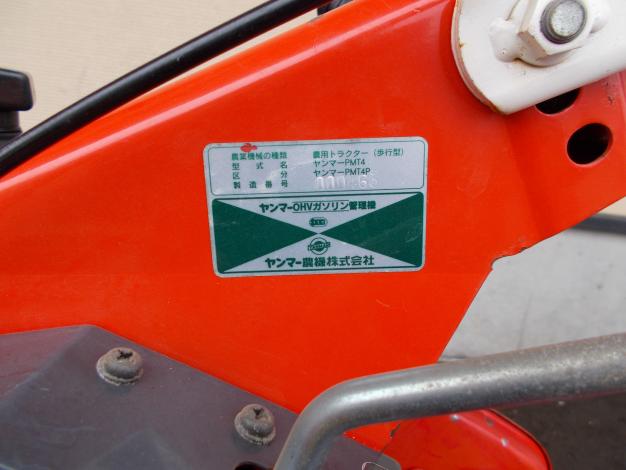 農業機械の種類 農用トラクター（歩行型）
型式名 ヤンマーPMT4
区分 ヤンマーPMT4P
製造番号
ヤンマーOHVガソリン管理機
ヤンマー農機株式会社